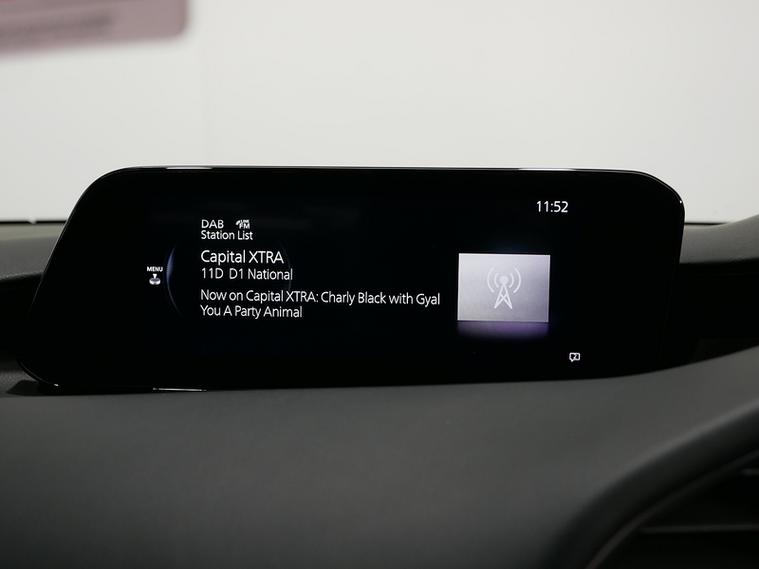 11:52
DAB FM
Station List
MENU
Capital XTRA
11D D1 National
Now on Capital XTRA: Charly Black with Gyal
You A Party Animal